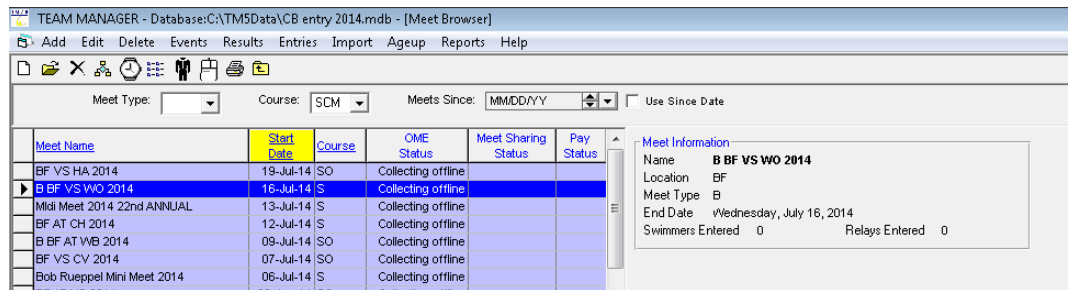 TEAM MANAGER - Database:C:\TM5Data\CB entry 2014.mdb - [Meet Browser]
Add Edit Delete Events Results Entries Import Ageup Reports Help
Meet Type: Course: SCM Meets Since: MM/DD/YY Use Since Date
Meet Name Start Date Course OME Status Meet Sharing Status Pay Status
BF VS HA 2014 19-Jul-14 SO Collecting offline
B BF VS WO 2014 16-Jul-14 S Collecting offline
MIdi Meet 2014 22nd ANNUAL 13-Jul-14 S Collecting offline
BF AT CH 2014 12-Jul-14 S Collecting offline
B BF AT WB 2014 09-Jul-14 SO Collecting offline
BF VS CV 2014 07-Jul-14 SO Collecting offline
Bob Rueppel Mini Meet 2014 06-Jul-14 S Collecting offline
Meet Information
Name B BF VS WO 2014
Location BF
Meet Type B
End Date Wednesday, July 16, 2014
Swimmers Entered 0 Relays Entered 0